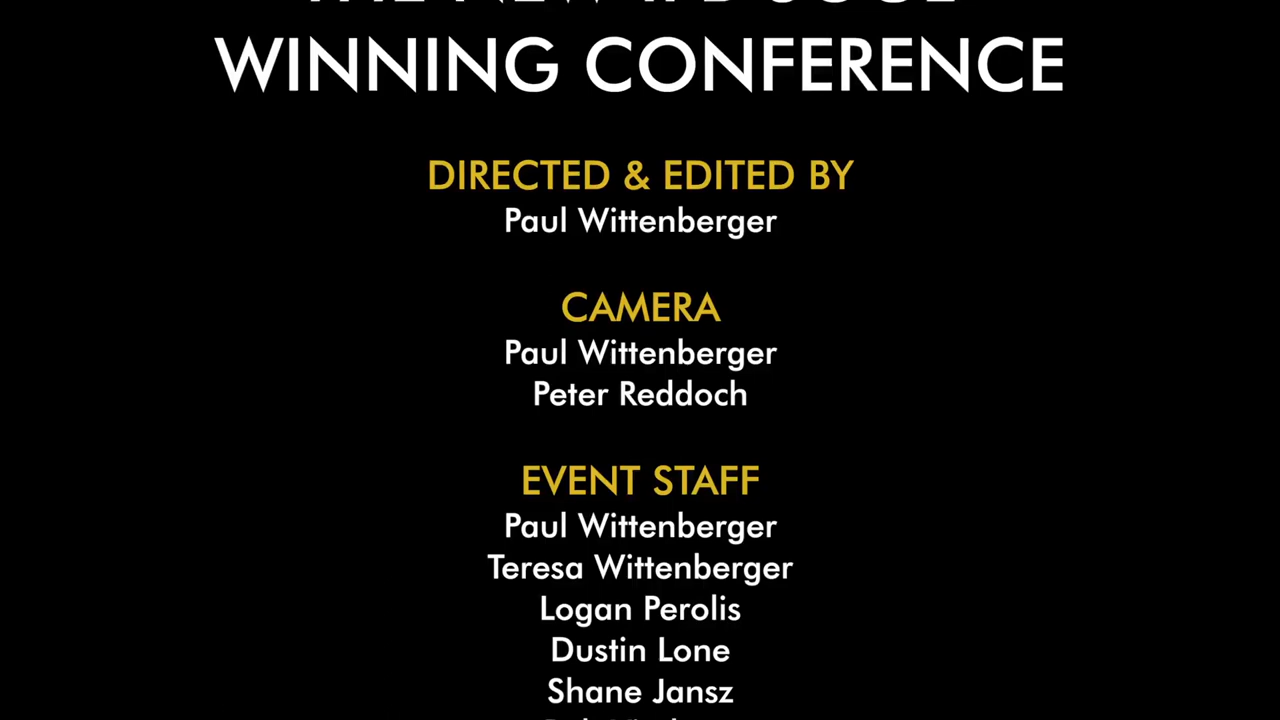 WINNING CONFERENCE
DIRECTED & EDITED BY
Paul Wittenberger
CAMERA
Paul Wittenberger
Peter Reddoch
EVENT STAFF
Paul Wittenberger
Teresa Wittenberger
Logan Perolis
Dustin Lone
Shane Jansz